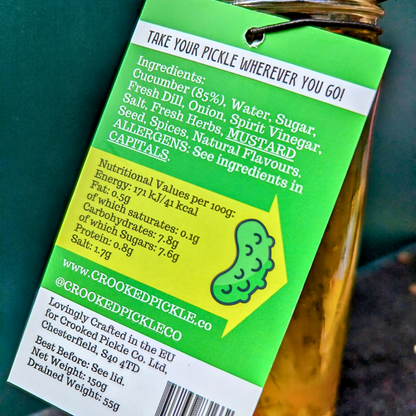 TAKE YOUR PICKLE WHEREVER YOU GO!
Ingredients:
Cucumber (85%), Water, Sugar,
Fresh Dill, Onion, Spirit Vinegar,
Salt, Fresh Herbs, MUSTARD
Seed, Spices, Natural Flavours.
ALLERGENS: See ingredients in
CAPITALS.
Nutritional Values per 100g:
Energy: 171 kJ/41 kcal
Fat: 0.5g
of which saturates: 0.1g
Carbohydrates: 7.8g
of which Sugars: 7.6g
Protein: 0.8g
Salt: 1.7g
www.CROOKEDPICKLE.co
@CROOKEDPICKLECO
Lovingly Crafted in the EU
for Crooked Pickle Co. Ltd,
Chesterfield, S40 4TD
Best Before: See lid.
Net Weight: 150g
Drained Weight: 55g